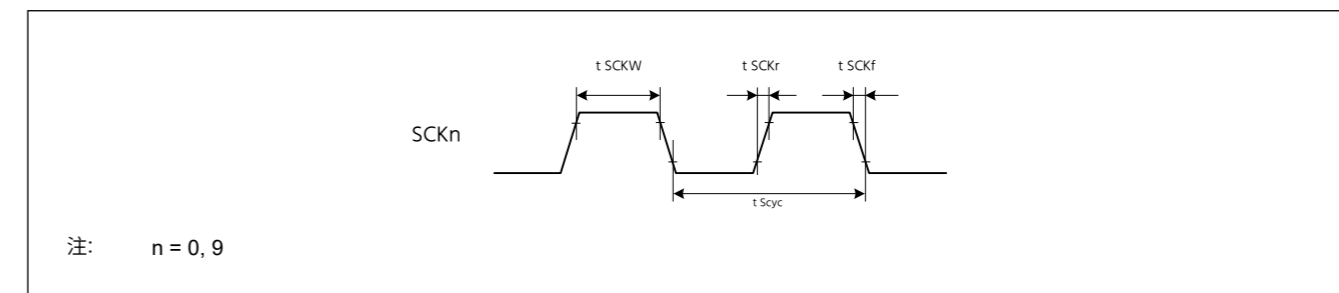 t SCKW t SCKr t SCKf
SCKn
t Scyc
注: n = 0, 9